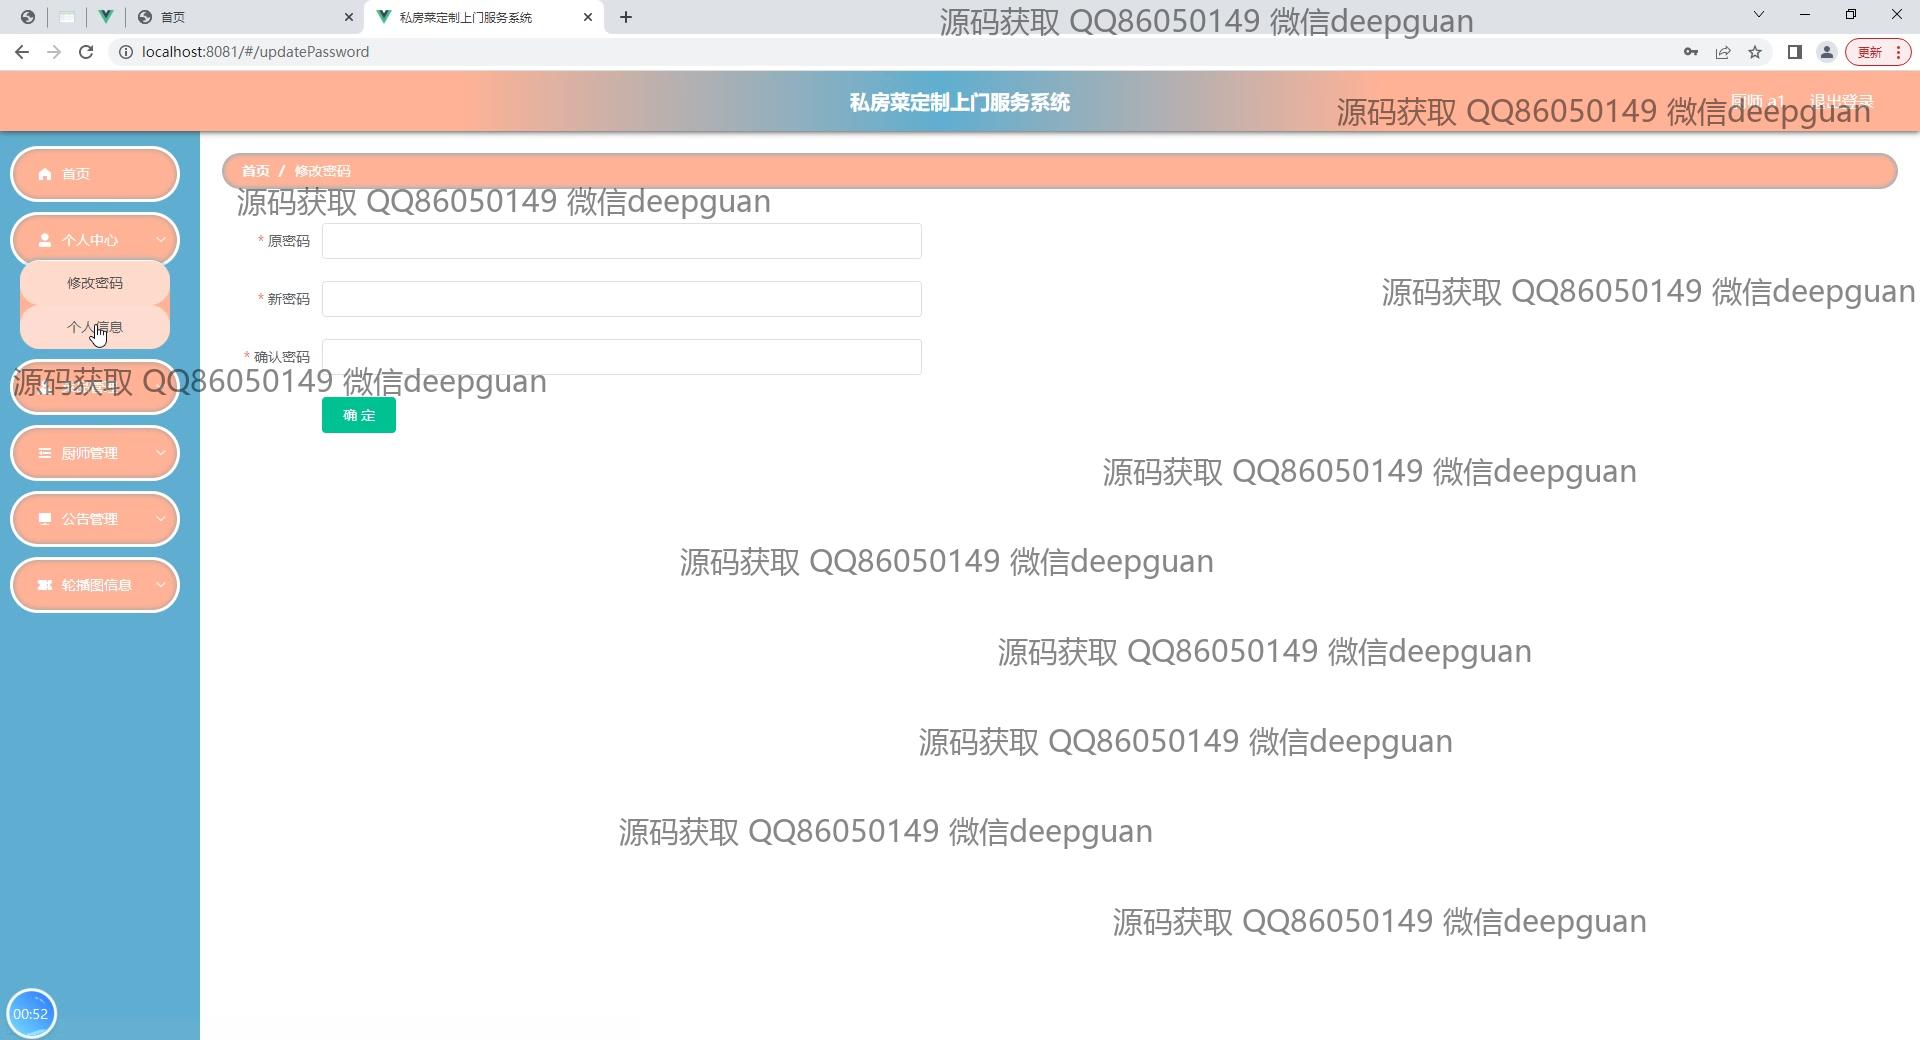 首页
私房菜定制上门服务系统
源码获取 QQ86050149 微信deepguan
localhost:8081/#/updatePassword
更新
私房菜定制上门服务系统
厨师 a1
退出登录
源码获取 QQ86050149 微信deepguan
首页
首页 / 修改密码
源码获取 QQ86050149 微信deepguan
个人中心
* 原密码
修改密码
* 新密码
源码获取 QQ86050149 微信deepguan
个人信息
* 确认密码
源码获取 QQ86050149 微信deepguan
确 定
厨师管理
源码获取 QQ86050149 微信deepguan
公告管理
源码获取 QQ86050149 微信deepguan
轮播图信息
源码获取 QQ86050149 微信deepguan
源码获取 QQ86050149 微信deepguan
源码获取 QQ86050149 微信deepguan
源码获取 QQ86050149 微信deepguan
00:52